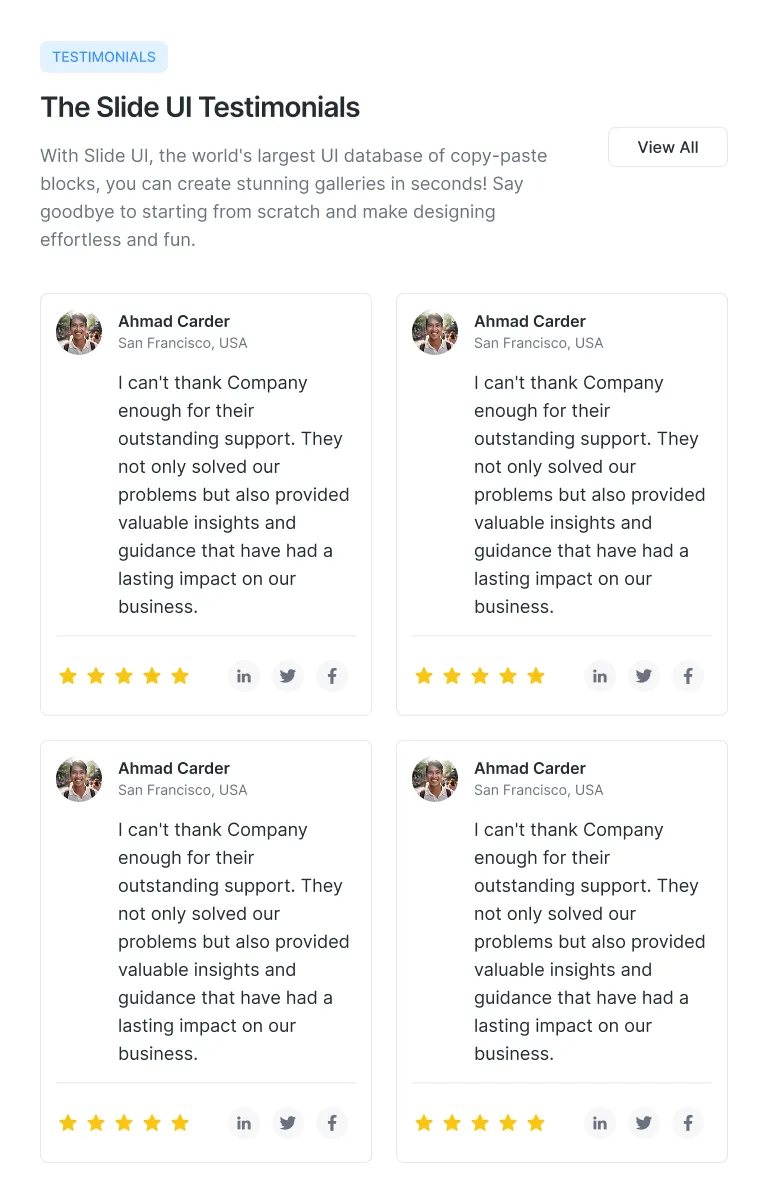 TESTIMONIALS
The Slide UI Testimonials
With Slide UI, the world's largest UI database of copy-paste
blocks, you can create stunning galleries in seconds! Say
goodbye to starting from scratch and make designing
effortless and fun.
View All
Ahmad Carder
San Francisco, USA
I can't thank Company
enough for their
outstanding support. They
not only solved our
problems but also provided
valuable insights and
guidance that have had a
lasting impact on our
business.
in
f
Ahmad Carder
San Francisco, USA
I can't thank Company
enough for their
outstanding support. They
not only solved our
problems but also provided
valuable insights and
guidance that have had a
lasting impact on our
business.
in
f
Ahmad Carder
San Francisco, USA
I can't thank Company
enough for their
outstanding support. They
not only solved our
problems but also provided
valuable insights and
guidance that have had a
lasting impact on our
business.
in
f
Ahmad Carder
San Francisco, USA
I can't thank Company
enough for their
outstanding support. They
not only solved our
problems but also provided
valuable insights and
guidance that have had a
lasting impact on our
business.
in
f